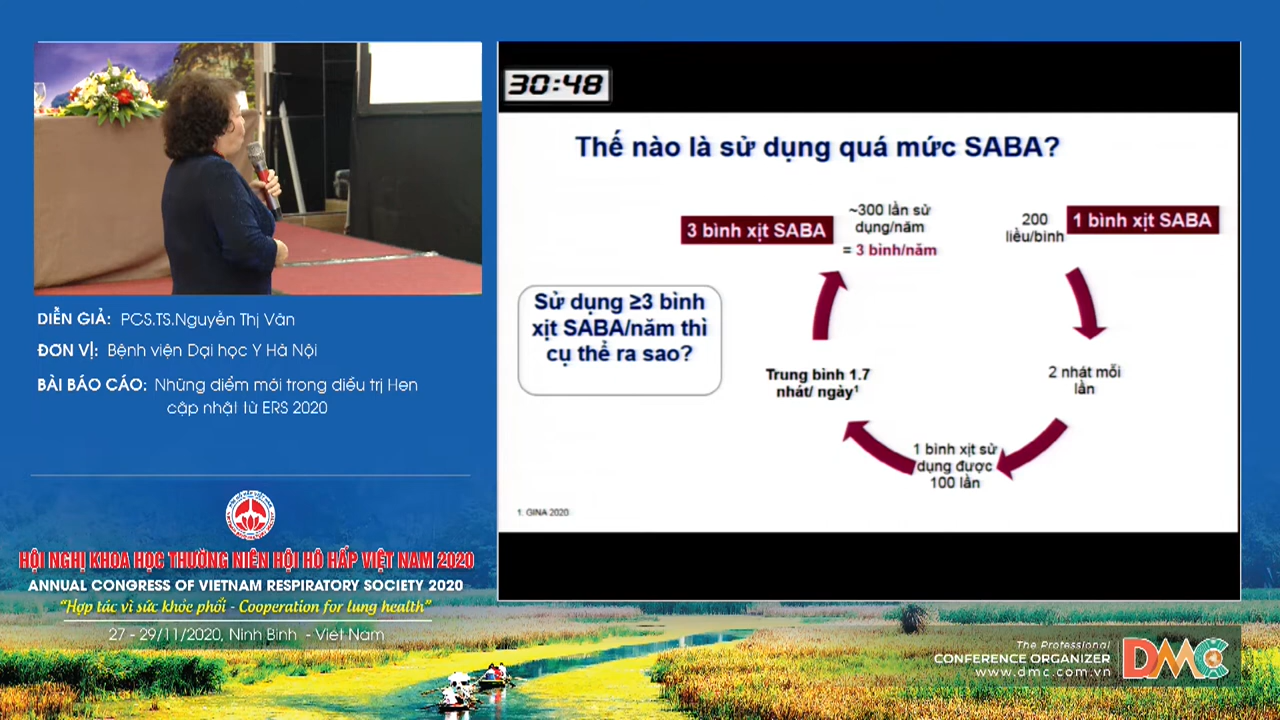 30:48
Thế nào là sử dụng quá mức SABA?
3 bình xịt SABA
~300 lần sử
dụng/năm
= 3 bình/năm
200
liều/bình
1 bình xịt SABA
Sử dụng ≥3 bình
xịt SABA/năm thì
cụ thể ra sao?
Trung bình 1.7
nhát/ ngày¹
2 nhát mỗi
lần
1 bình xịt sử
dụng được
100 lần
1. GINA 2020
DIỄN GIẢ: PCS.TS.Nguyễn Thị Vân
ĐƠN VỊ: Bệnh viện Đại học Y Hà Nội
BÀI BÁO CÁO: Những điểm mới trong điều trị Hen
cập nhật từ ERS 2020
HỘI NGHỊ KHOA HỌC THƯỜNG NIÊN HỘI HÔ HẤP VIỆT NAM 2020
ANNUAL CONGRESS OF VIETNAM RESPIRATORY SOCIETY 2020
“Hợp tác vì sức khỏe phổi - Cooperation for lung health”
27 - 29/11/2020, Ninh Bình - Việt Nam
The Professional
CONFERENCE ORGANIZER
www.dmc.com.vn
DMC